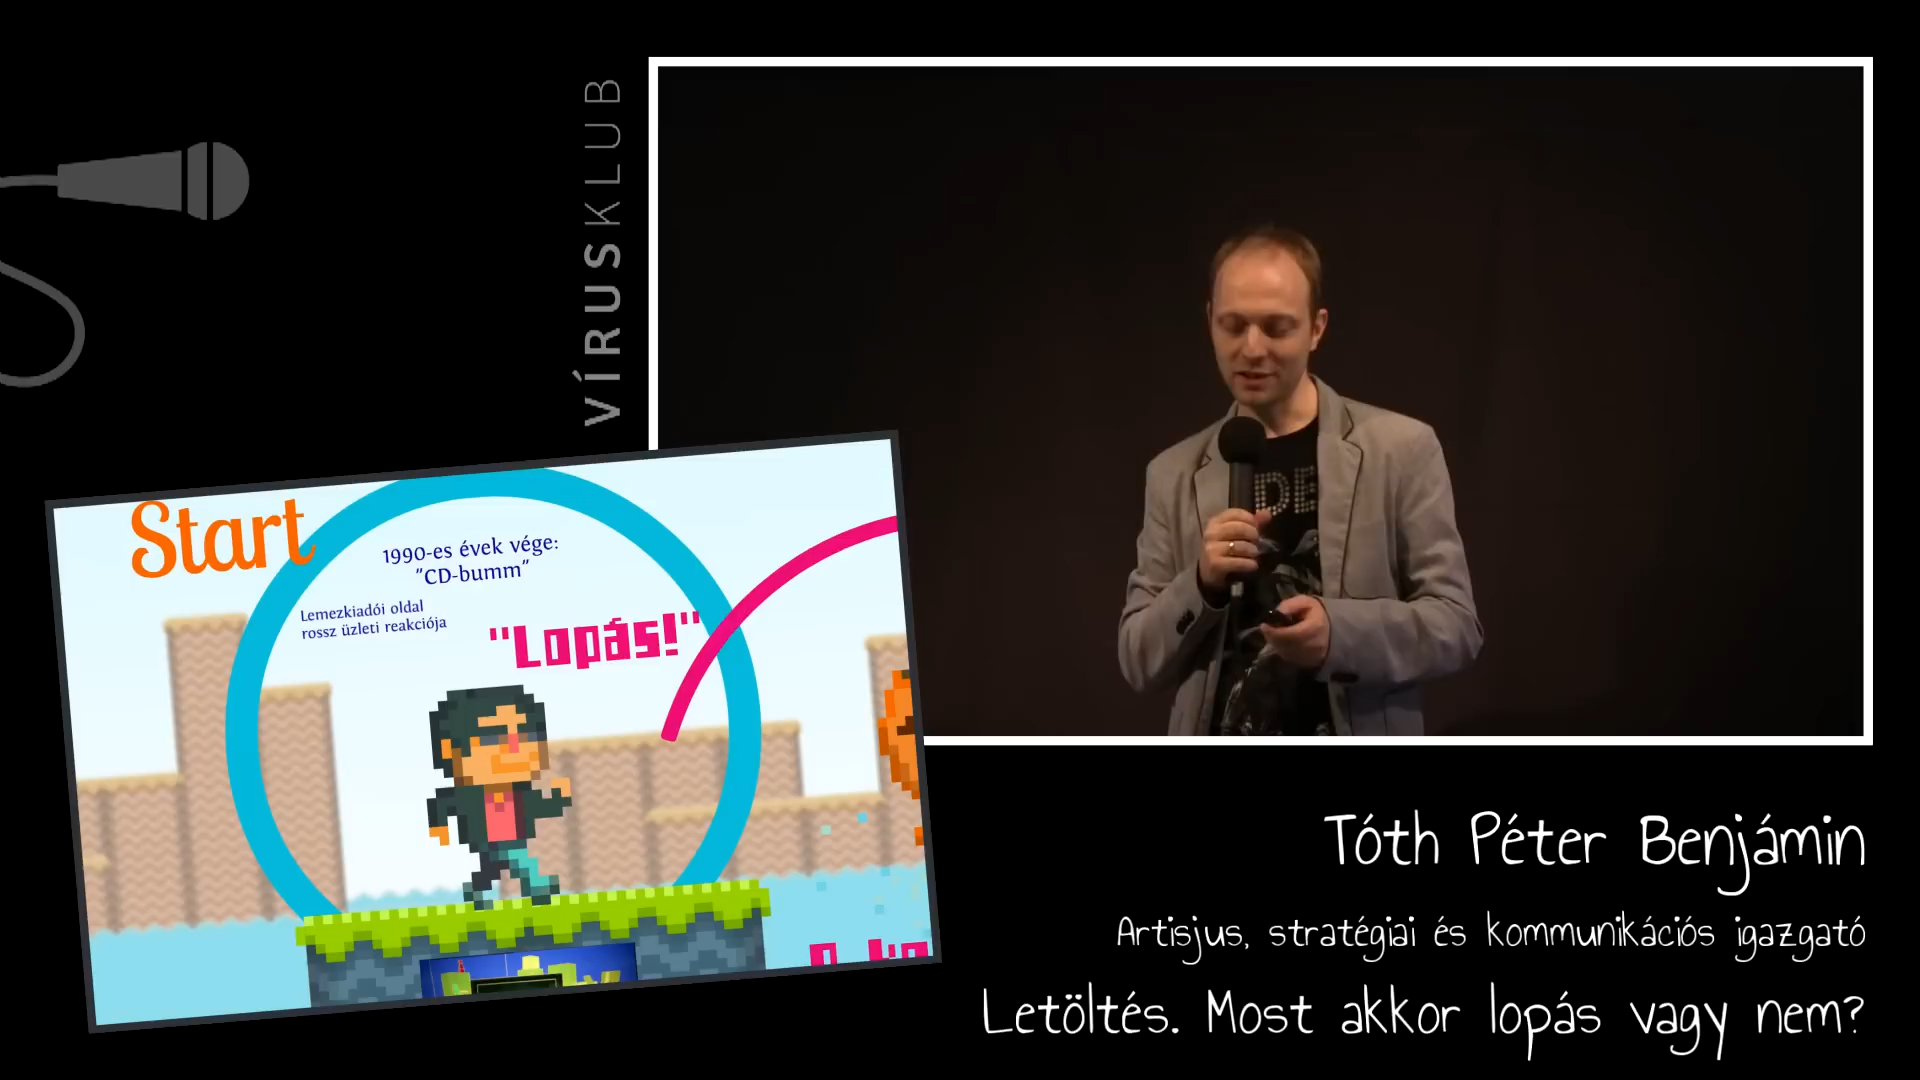 VÍRUSKLUB
Start
1990-es évek vége:
"CD-bumm"
Lemezkiadói oldal
rossz üzleti reakciója
"Lopás!"
DE
Tóth Péter Benjámin
Artisjus, stratégiai és kommunikációs igazgató
Letöltés. Most akkor lopás vagy nem?